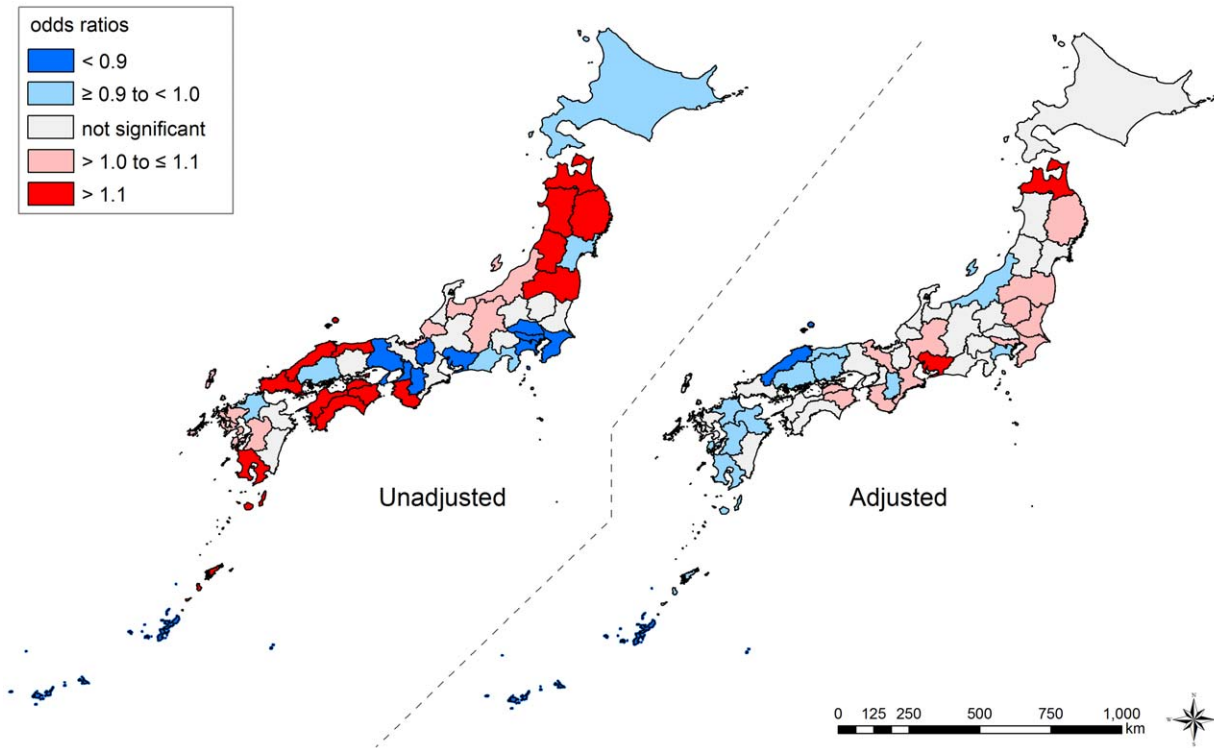 odds ratios
< 0.9
≥ 0.9 to < 1.0
not significant
> 1.0 to ≤ 1.1
> 1.1
Unadjusted
Adjusted
0 125 250 500 750 1,000
km
N
W E
S